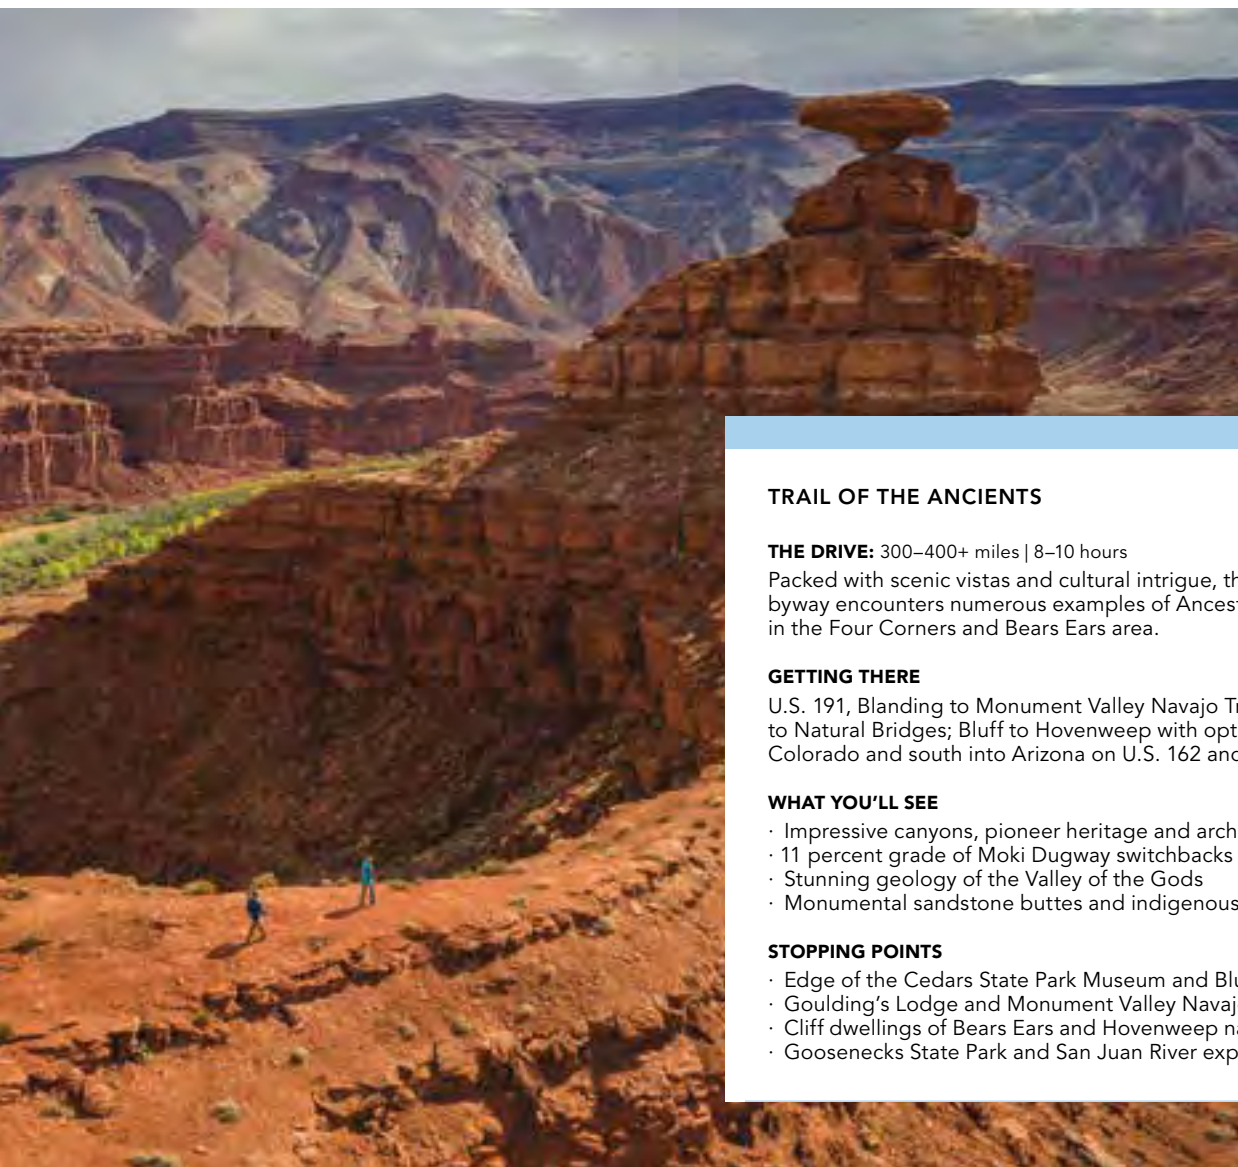 TRAIL OF THE ANCIENTS
THE DRIVE: 300–400+ miles | 8–10 hours
Packed with scenic vistas and cultural intrigue,
byway encounters numerous examples of
in the Four Corners and Bears Ears area.
GETTING THERE
U.S. 191, Blanding to Monument Valley Navajo
to Natural Bridges; Bluff to Hovenweep with
Colorado and south into Arizona on U.S. 162
WHAT YOU’LL SEE
· Impressive canyons, pioneer heritage and
· 11 percent grade of Moki Dugway switchbacks
· Stunning geology of the Valley of the Gods
· Monumental sandstone buttes and indigenous
STOPPING POINTS
· Edge of the Cedars State Park Museum and
· Goulding’s Lodge and Monument Valley
· Cliff dwellings of Bears Ears and Hovenweep
· Goosenecks State Park and San Juan River